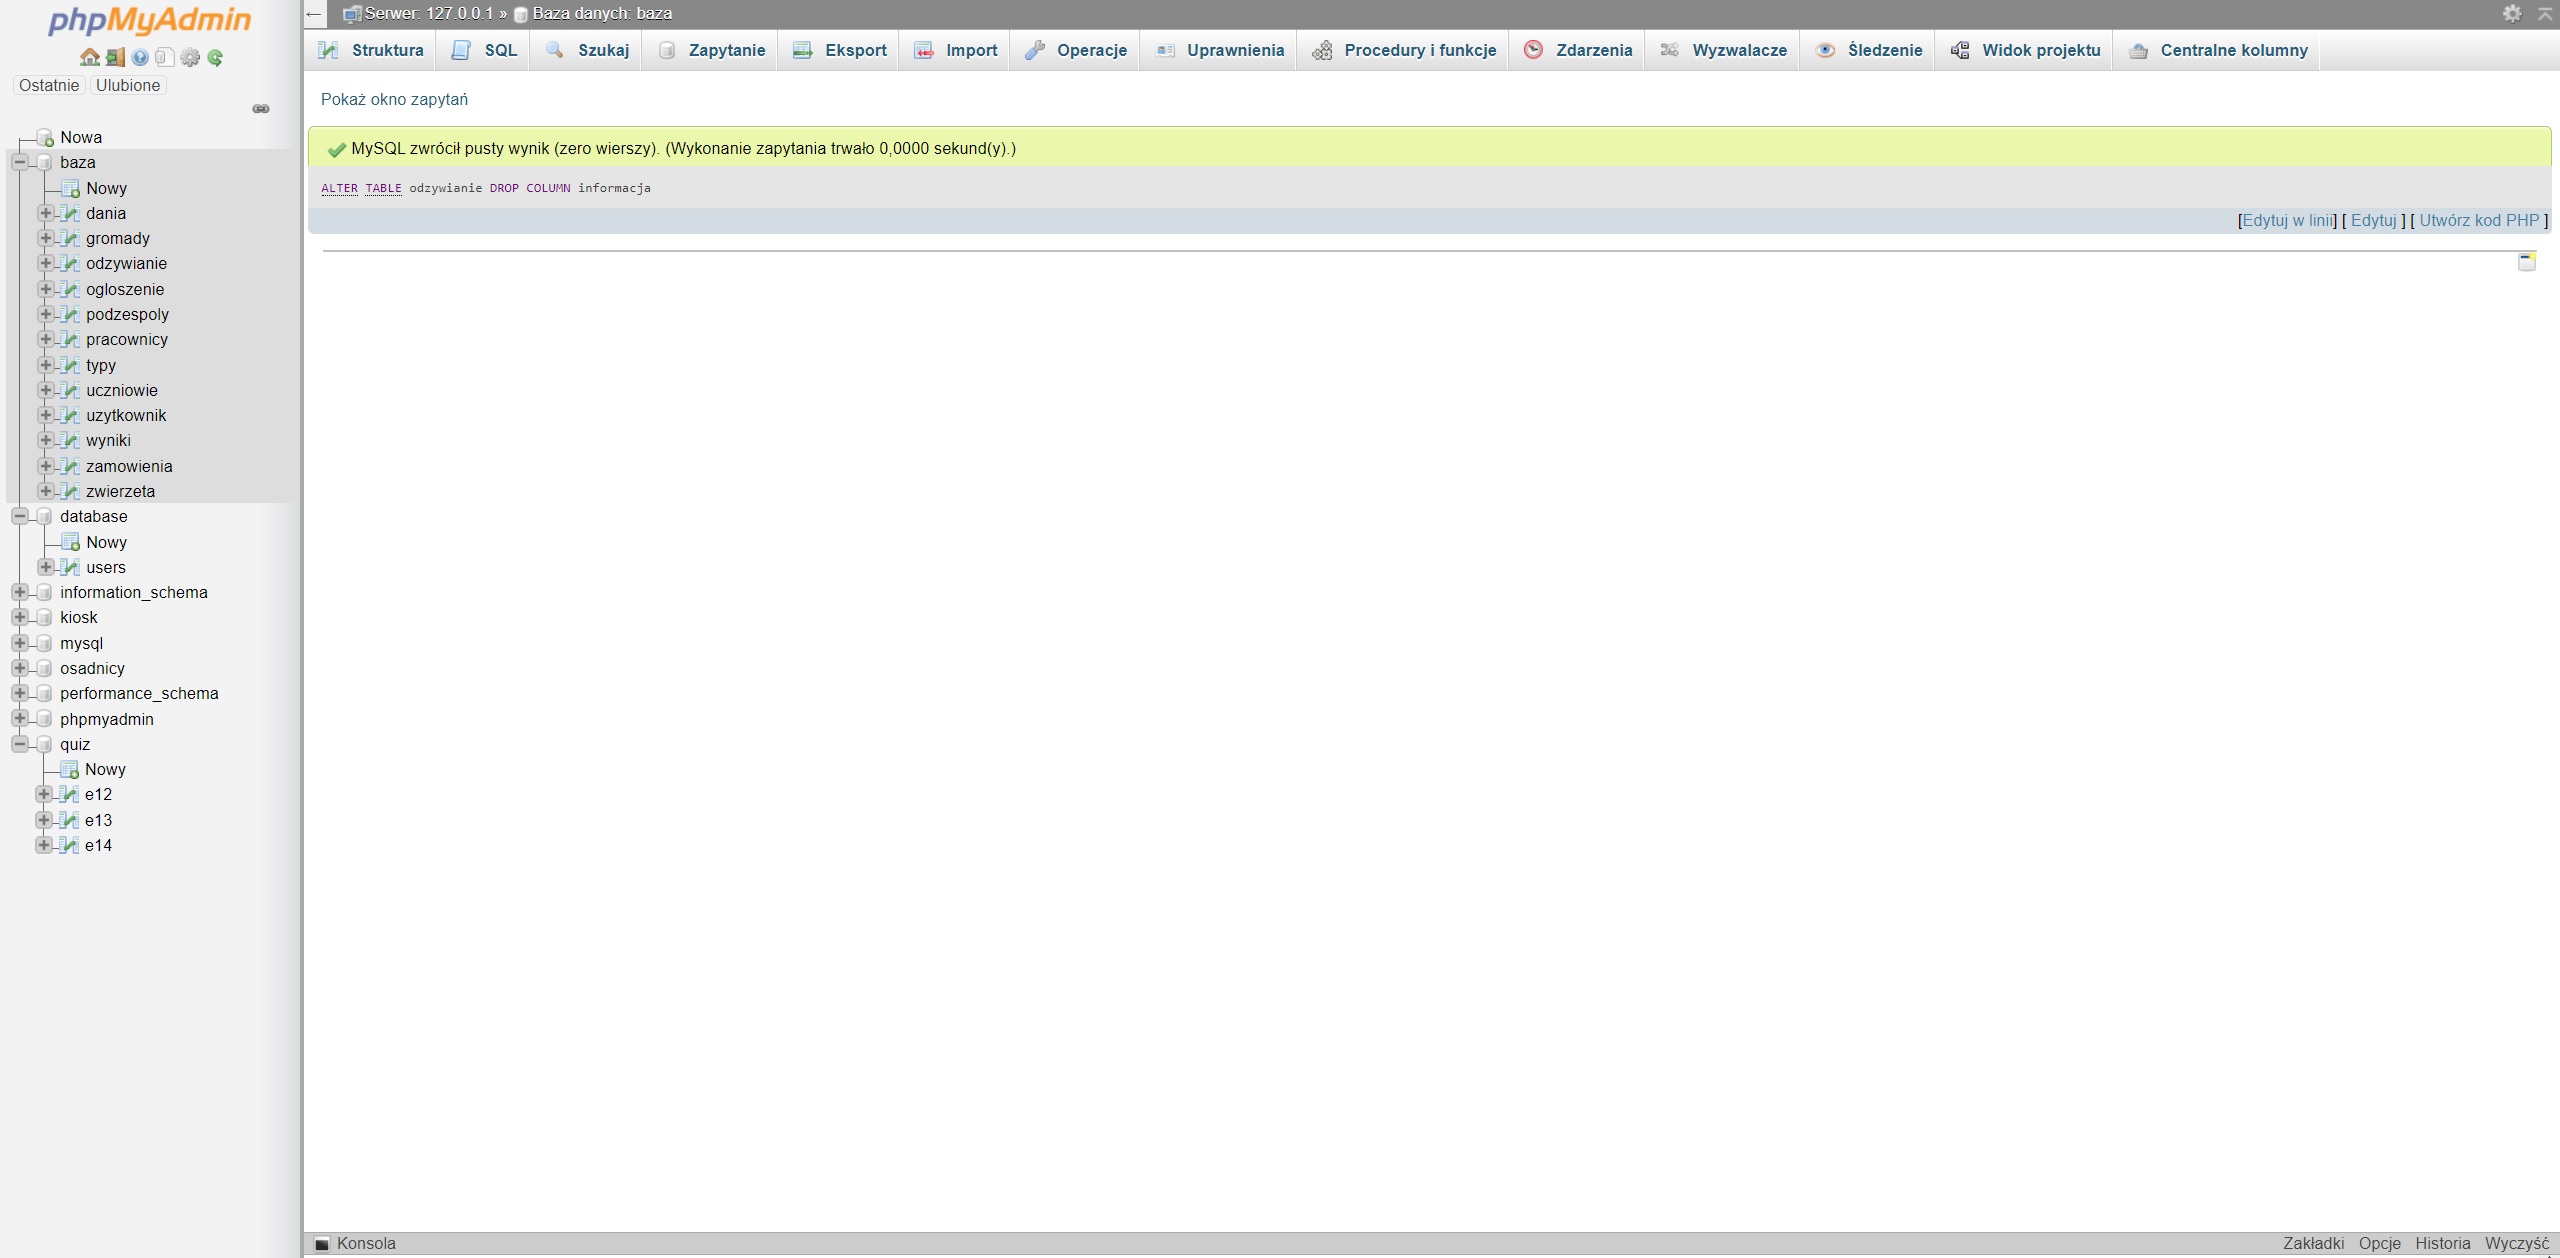 phpMyAdmin
Ostatnie Ulubione
Nowa
baza
Nowy
dania
gromady
odzywianie
ogloszenie
podzespoly
pracownicy
typy
uczniowie
uzytkownik
wyniki
zamowienia
zwierzeta
database
Nowy
users
information_schema
kiosk
mysql
osadnicy
performance_schema
phpmyadmin
quiz
Nowy
e12
e13
e14
← Serwer: 127.0.0.1 » Baza danych: baza
Struktura SQL Szukaj Zapytanie Eksport Import Operacje Uprawnienia Procedury i funkcje Zdarzenia Wyzwalacze Śledzenie Widok projektu Centralne kolumny
Pokaż okno zapytań
MySQL zwrócił pusty wynik (zero wierszy). (Wykonanie zapytania trwało 0,0000 sekund(y).)
ALTER TABLE odzywianie DROP COLUMN informacja
[Edytuj w linii] [ Edytuj ] [ Utwórz kod PHP ]
Konsola Zakładki Opcje Historia Wyczyść